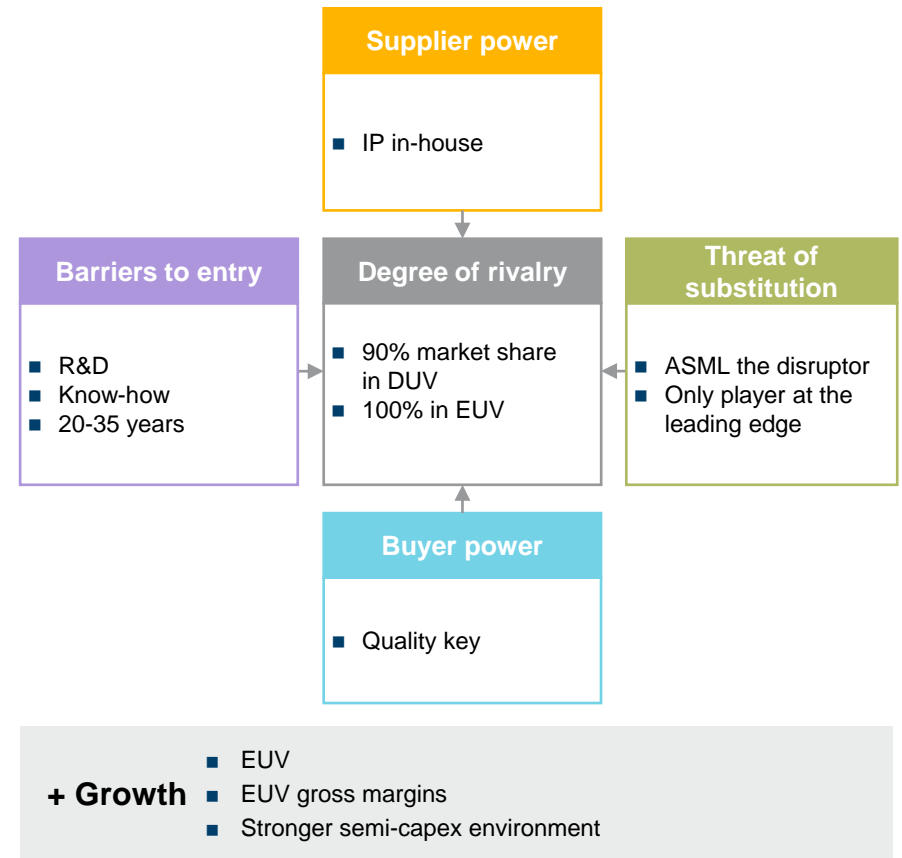 Supplier power
■ IP in-house
Barriers to entry
■ R&D
■ Know-how
■ 20-35 years
Degree of rivalry
■ 90% market share
in DUV
■ 100% in EUV
Threat of
substitution
■ ASML the disruptor
■ Only player at the
leading edge
Buyer power
■ Quality key
+ Growth
■ EUV
■ EUV gross margins
■ Stronger semi-capex environment